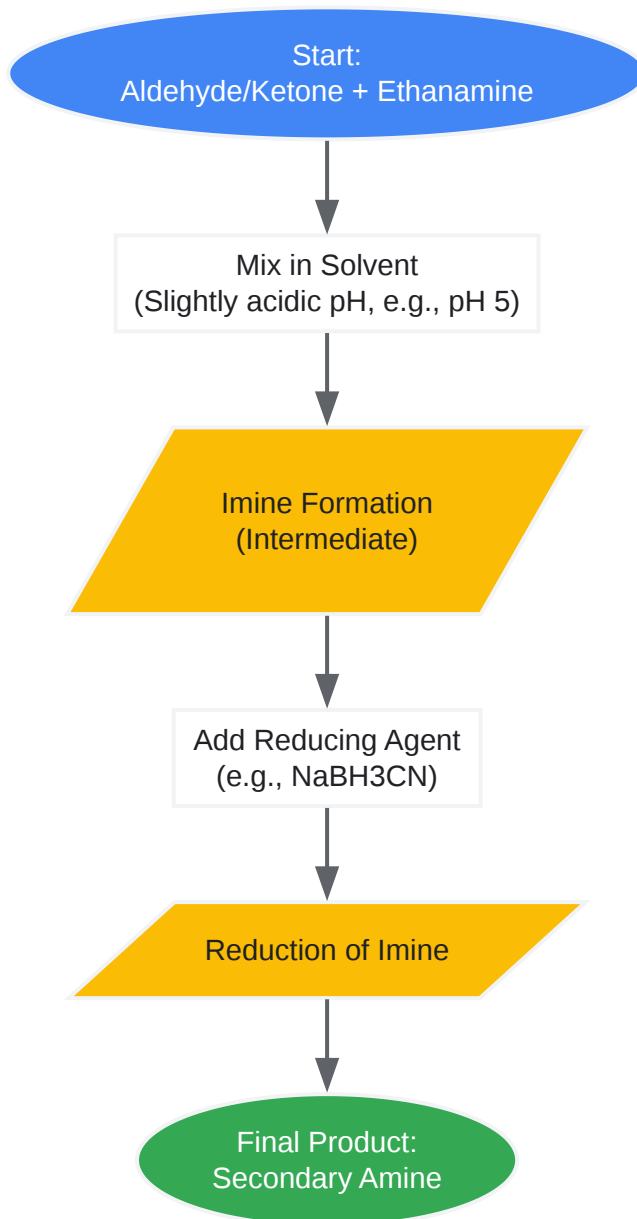 Start:
Aldehyde/Ketone + Ethanamine
Mix in Solvent
(Slightly acidic pH, e.g., pH 5)
Imine Formation
(Intermediate)
Add Reducing Agent
(e.g., NaBH3CN)
Reduction of Imine
Final Product:
Secondary Amine